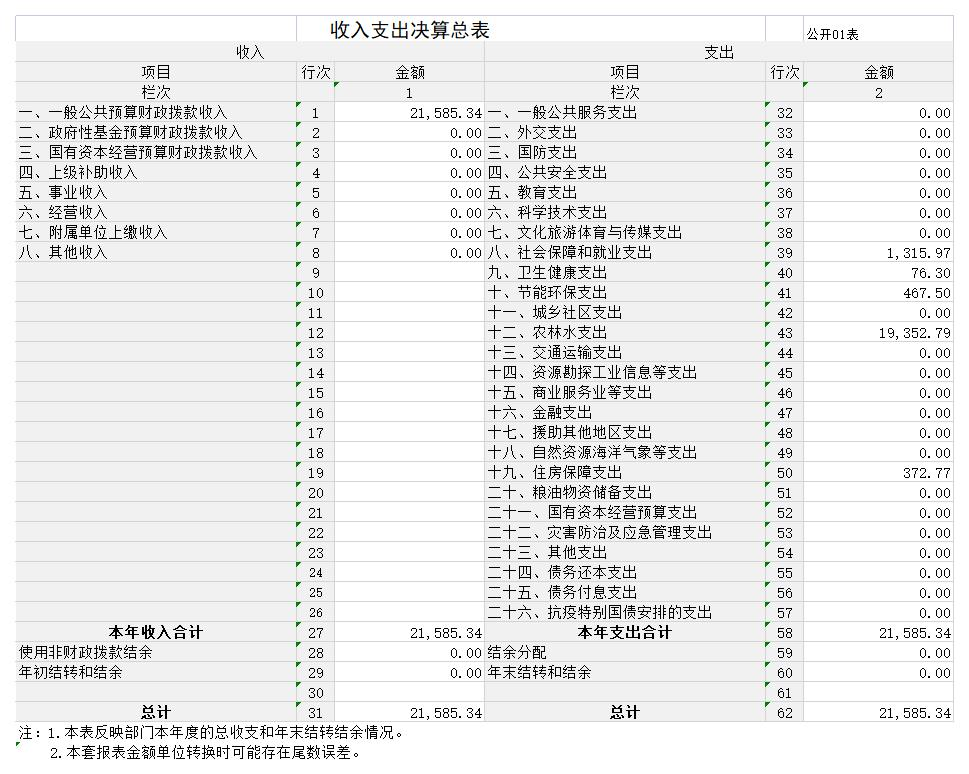 收入支出决算总表
公开01表
收入 支出
项目 行次 金额 项目 行次 金额
栏次 1 栏次 2
一、一般公共预算财政拨款收入 1 21,585.34 一、一般公共服务支出 32 0.00
二、政府性基金预算财政拨款收入 2 0.00 二、外交支出 33 0.00
三、国有资本经营预算财政拨款收入 3 0.00 三、国防支出 34 0.00
四、上级补助收入 4 0.00 四、公共安全支出 35 0.00
五、事业收入 5 0.00 五、教育支出 36 0.00
六、经营收入 6 0.00 六、科学技术支出 37 0.00
七、附属单位上缴收入 7 0.00 七、文化旅游体育与传媒支出 38 0.00
八、其他收入 8 0.00 八、社会保障和就业支出 39 1,315.97
9 九、卫生健康支出 40 76.30
10 十、节能环保支出 41 467.50
11 十一、城乡社区支出 42 0.00
12 十二、农林水支出 43 19,352.79
13 十三、交通运输支出 44 0.00
14 十四、资源勘探工业信息等支出 45 0.00
15 十五、商业服务业等支出 46 0.00
16 十六、金融支出 47 0.00
17 十七、援助其他地区支出 48 0.00
18 十八、自然资源海洋气象等支出 49 0.00
19 十九、住房保障支出 50 372.77
20 二十、粮油物资储备支出 51 0.00
21 二十一、国有资本经营预算支出 52 0.00
22 二十二、灾害防治及应急管理支出 53 0.00
23 二十三、其他支出 54 0.00
24 二十四、债务还本支出 55 0.00
25 二十五、债务付息支出 56 0.00
26 二十六、抗疫特别国债安排的支出 57 0.00
本年收入合计 27 21,585.34 本年支出合计 58 21,585.34
使用非财政拨款结余 28 0.00 结余分配 59 0.00
年初结转和结余 29 0.00 年末结转和结余 60 0.00
30 61
总计 31 21,585.34 总计 62 21,585.34
注：1.本表反映部门本年度的总收支和年末结转结余情况。
2.本套报表金额单位转换时可能存在尾数误差。